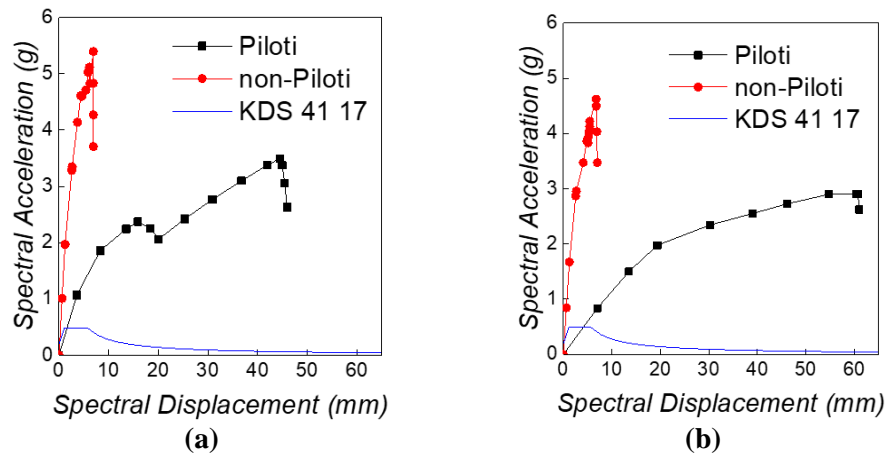 6
5
4
3
2
1
0
Spectral Acceleration (g)
Piloti
non-Piloti
KDS 41 17
0 10 20 30 40 50 60
Spectral Displacement (mm)
(a)
6
5
4
3
2
1
0
Spectral Acceleration (g)
Piloti
non-Piloti
KDS 41 17
0 10 20 30 40 50 60
Spectral Displacement (mm)
(b)